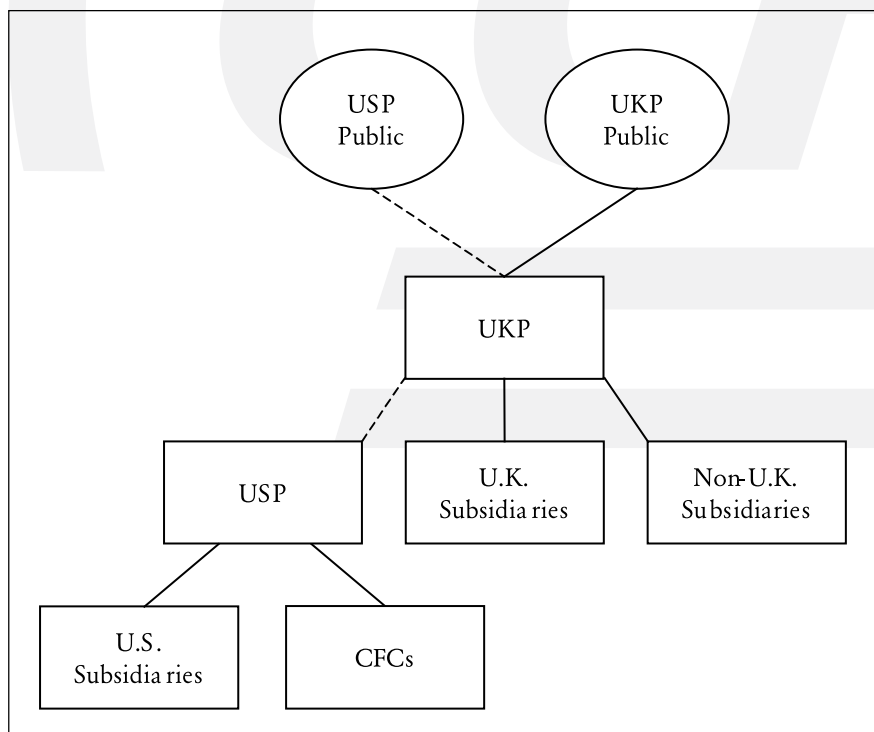 USP
Public
UKP
Public
UKP
USP
U.K.
Subsidiaries
Non-U.K.
Subsidiaries
U.S.
Subsidiaries
CFCs